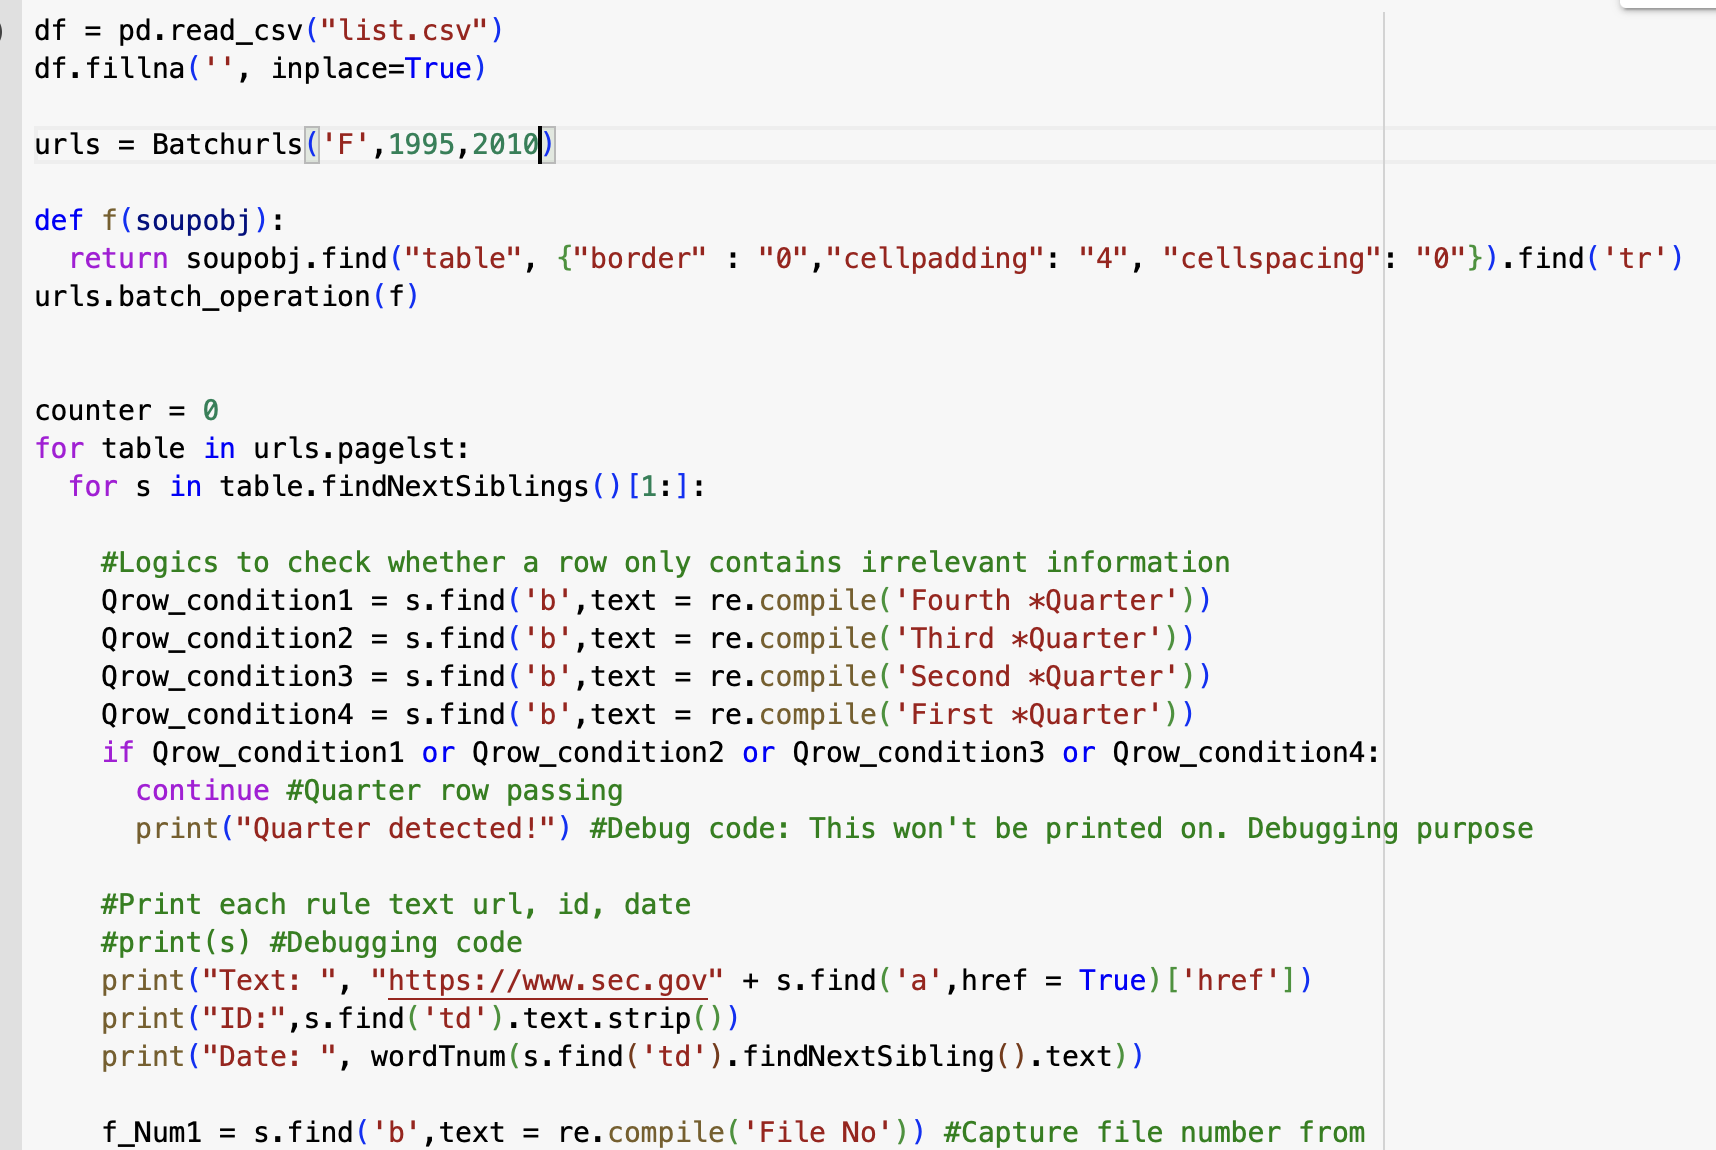 df = pd.read_csv("list.csv")
df.fillna('', inplace=True)
urls = Batchurls('F',1995,2010)
def f(soupobj):
  return soupobj.find("table", {"border" : "0","cellpadding": "4", "cellspacing": "0"}).find('tr')
urls.batch_operation(f)
counter = 0
for table in urls.pagelst:
  for s in table.findNextSiblings()[1:]:
    #Logics to check whether a row only contains irrelevant information
    Qrow_condition1 = s.find('b',text = re.compile('Fourth *Quarter'))
    Qrow_condition2 = s.find('b',text = re.compile('Third *Quarter'))
    Qrow_condition3 = s.find('b',text = re.compile('Second *Quarter'))
    Qrow_condition4 = s.find('b',text = re.compile('First *Quarter'))
    if Qrow_condition1 or Qrow_condition2 or Qrow_condition3 or Qrow_condition4:
      continue #Quarter row passing
      print("Quarter detected!") #Debug code: This won't be printed on. Debugging purpose
    #Print each rule text url, id, date
    #print(s) #Debugging code
    print("Text: ", "https://www.sec.gov" + s.find('a',href = True)['href'])
    print("ID:",s.find('td').text.strip())
    print("Date: ", wordTnum(s.find('td').findNextSibling().text))
    f_Num1 = s.find('b',text = re.compile('File No')) #Capture file number from